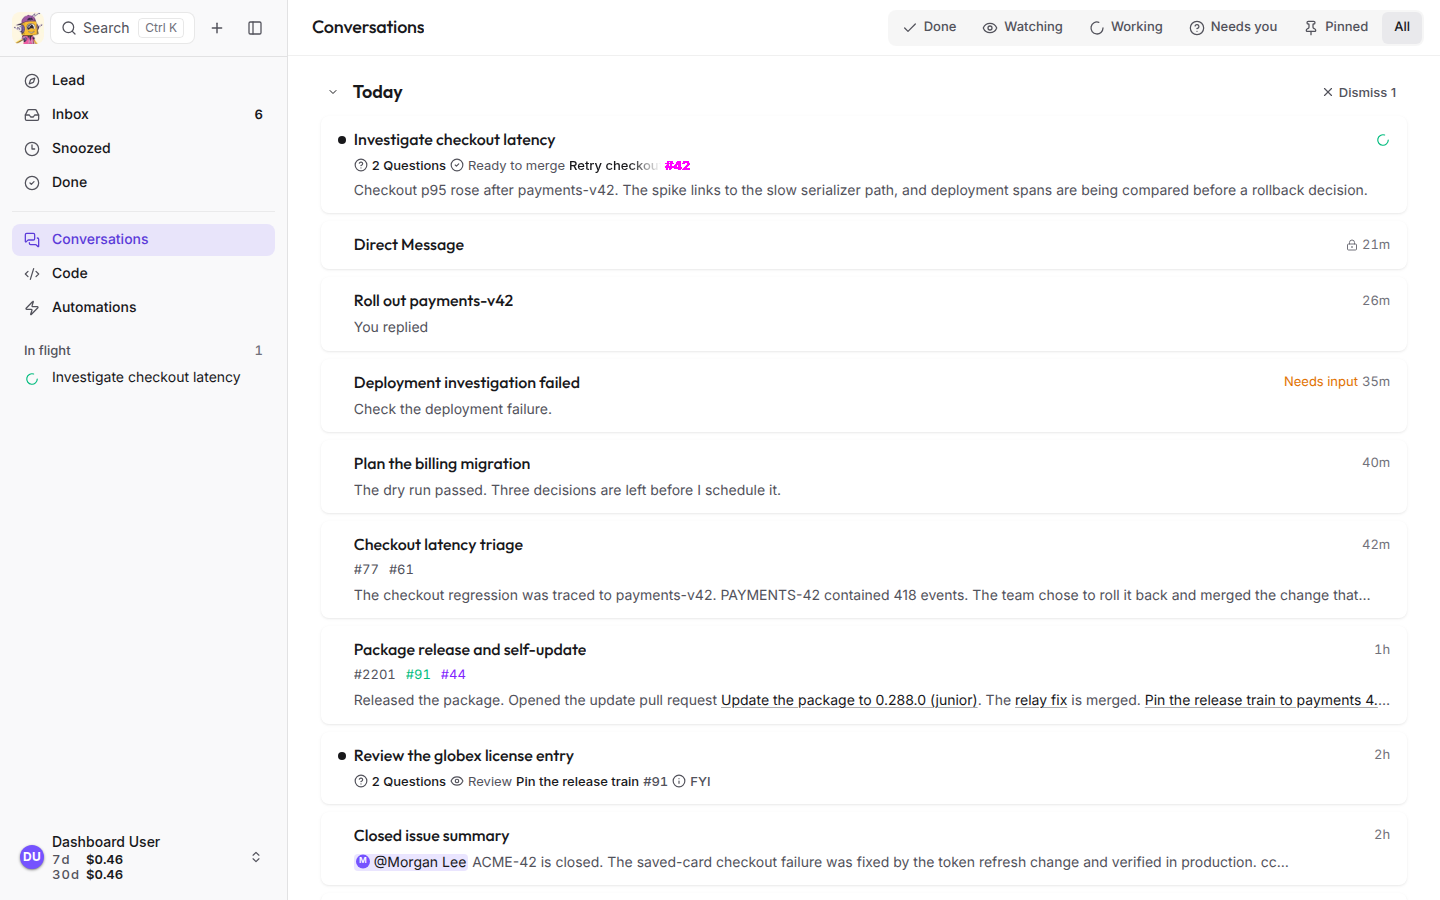 Search Ctrl K
Lead
Inbox 6
Snoozed
Done
Conversations
Code
Automations
In flight 1
Investigate checkout latency
Dashboard User
7d $0.46
30d $0.46
DU
Conversations
Done Watching Working Needs you Pinned All
Today Dismiss 1
Investigate checkout latency
2 Questions Ready to merge Retry checkou #42
Checkout p95 rose after payments-v42. The spike links to the slow serializer path, and deployment spans are being compared before a rollback decision.
Direct Message 21m
Roll out payments-v42 26m
You replied
Deployment investigation failed Needs input 35m
Check the deployment failure.
Plan the billing migration 40m
The dry run passed. Three decisions are left before I schedule it.
Checkout latency triage 42m
#77 #61
The checkout regression was traced to payments-v42. PAYMENTS-42 contained 418 events. The team chose to roll it back and merged the change that...
Package release and self-update 1h
#2201 #91 #44
Released the package. Opened the update pull request Update the package to 0.288.0 (junior). The relay fix is merged. Pin the release train to payments 4....
Review the globex license entry 2h
2 Questions Review Pin the release train #91 FYI
Closed issue summary 2h
M @Morgan Lee ACME-42 is closed. The saved-card checkout failure was fixed by the token refresh change and verified in production. cc...